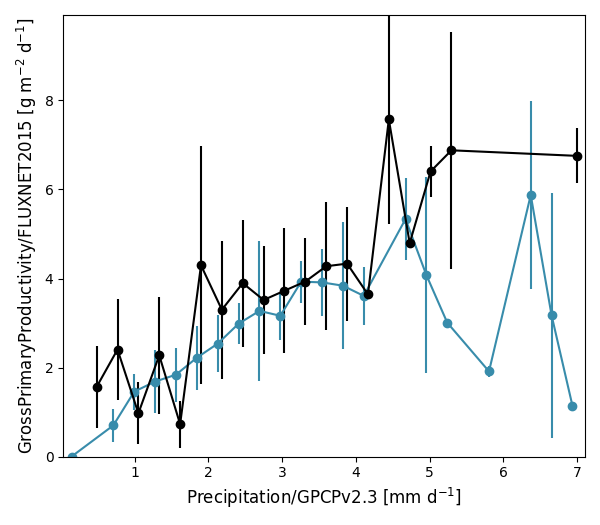 GrossPrimaryProductivity/FLUXNET2015 [g m⁻² d⁻¹]
8
6
4
2
0
1 2 3 4 5 6 7
Precipitation/GPCPv2.3 [mm d⁻¹]